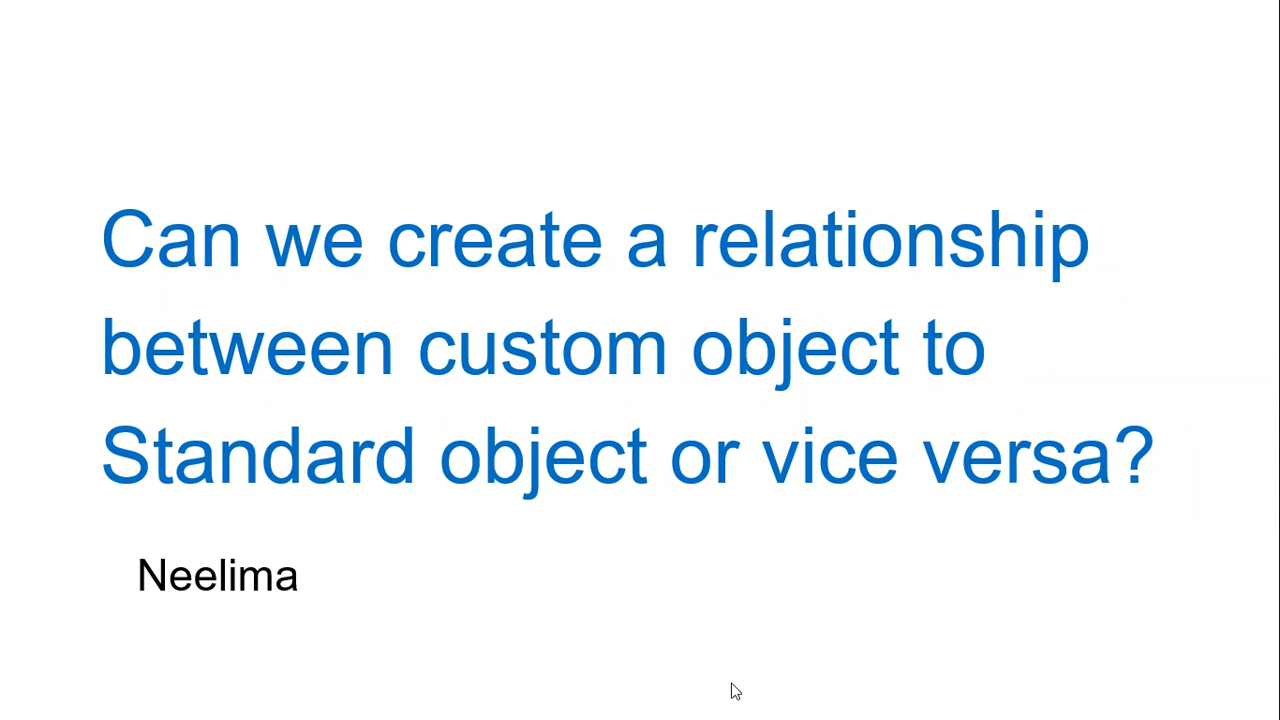 Can we create a relationship
between custom object to
Standard object or vice versa?
Neelima